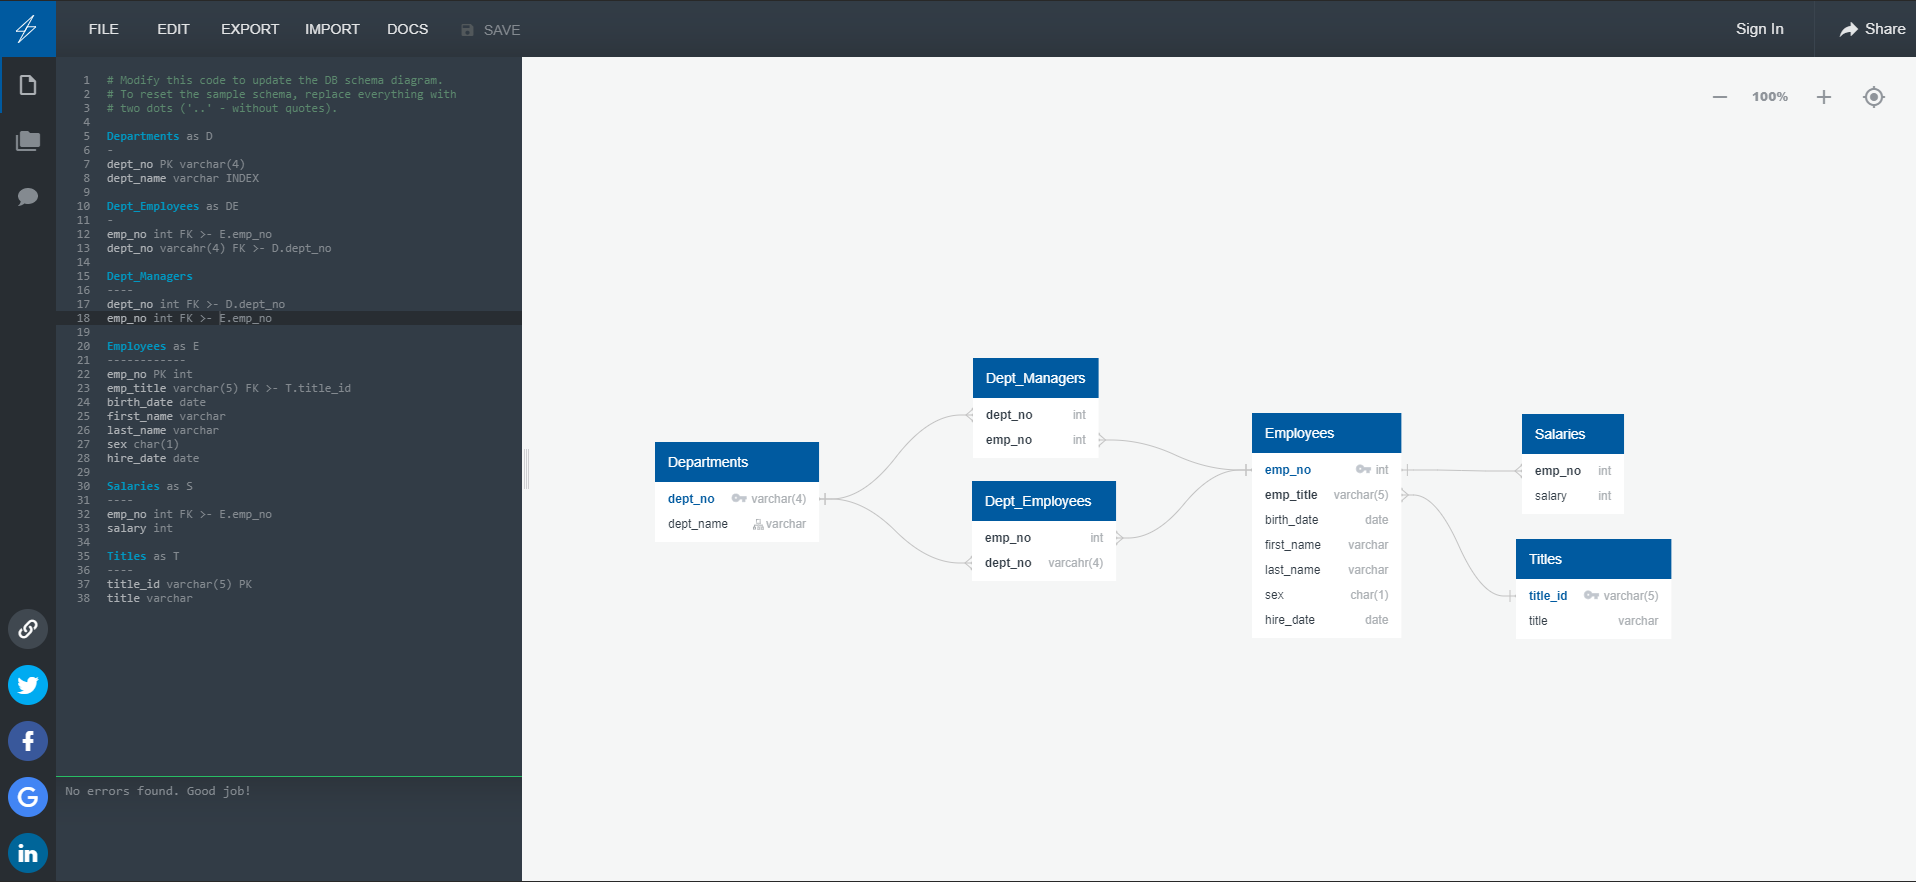 FILE EDIT EXPORT IMPORT DOCS SAVE Sign In Share
1 # Modify this code to update the DB schema diagram.
2 # To reset the sample schema, replace everything with
3 # two dots ('..' - without quotes).
4
5 Departments as D
6 -
7 dept_no PK varchar(4)
8 dept_name varchar INDEX
9
10 Dept_Employees as DE
11 -
12 emp_no int FK >- E.emp_no
13 dept_no varcahr(4) FK >- D.dept_no
14
15 Dept_Managers
16 ----
17 dept_no int FK >- D.dept_no
18 emp_no int FK >- E.emp_no
19
20 Employees as E
21 ------------
22 emp_no PK int
23 emp_title varchar(5) FK >- T.title_id
24 birth_date date
25 first_name varchar
26 last_name varchar
27 sex char(1)
28 hire_date date
29
30 Salaries as S
31 ----
32 emp_no int FK >- E.emp_no
33 salary int
34
35 Titles as T
36 ----
37 title_id varchar(5) PK
38 title varchar
No errors found. Good job!
100%
Departments
dept_no varchar(4)
dept_name varchar
Dept_Managers
dept_no int
emp_no int
Dept_Employees
emp_no int
dept_no varcahr(4)
Employees
emp_no int
emp_title varchar(5)
birth_date date
first_name varchar
last_name varchar
sex char(1)
hire_date date
Salaries
emp_no int
salary int
Titles
title_id varchar(5)
title varchar